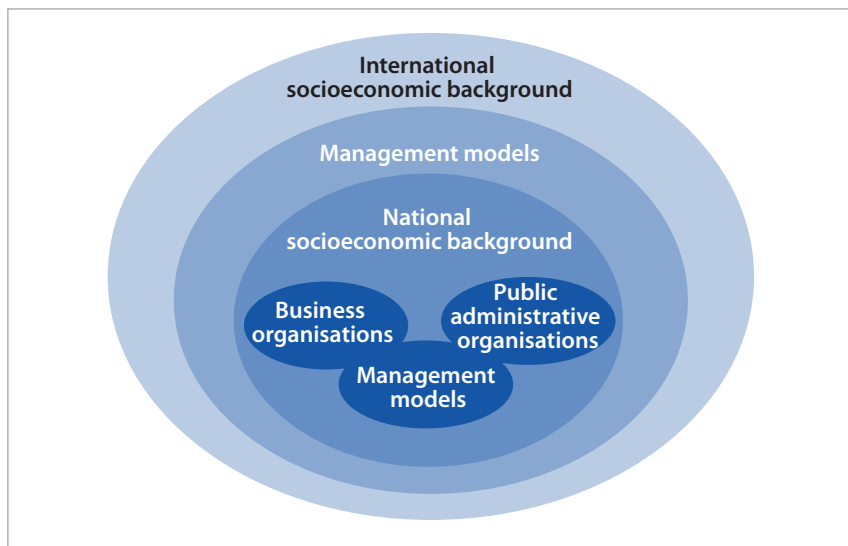 International
socioeconomic background
Management models
National
socioeconomic background
Business
organisations
Public
administrative
organisations
Management
models